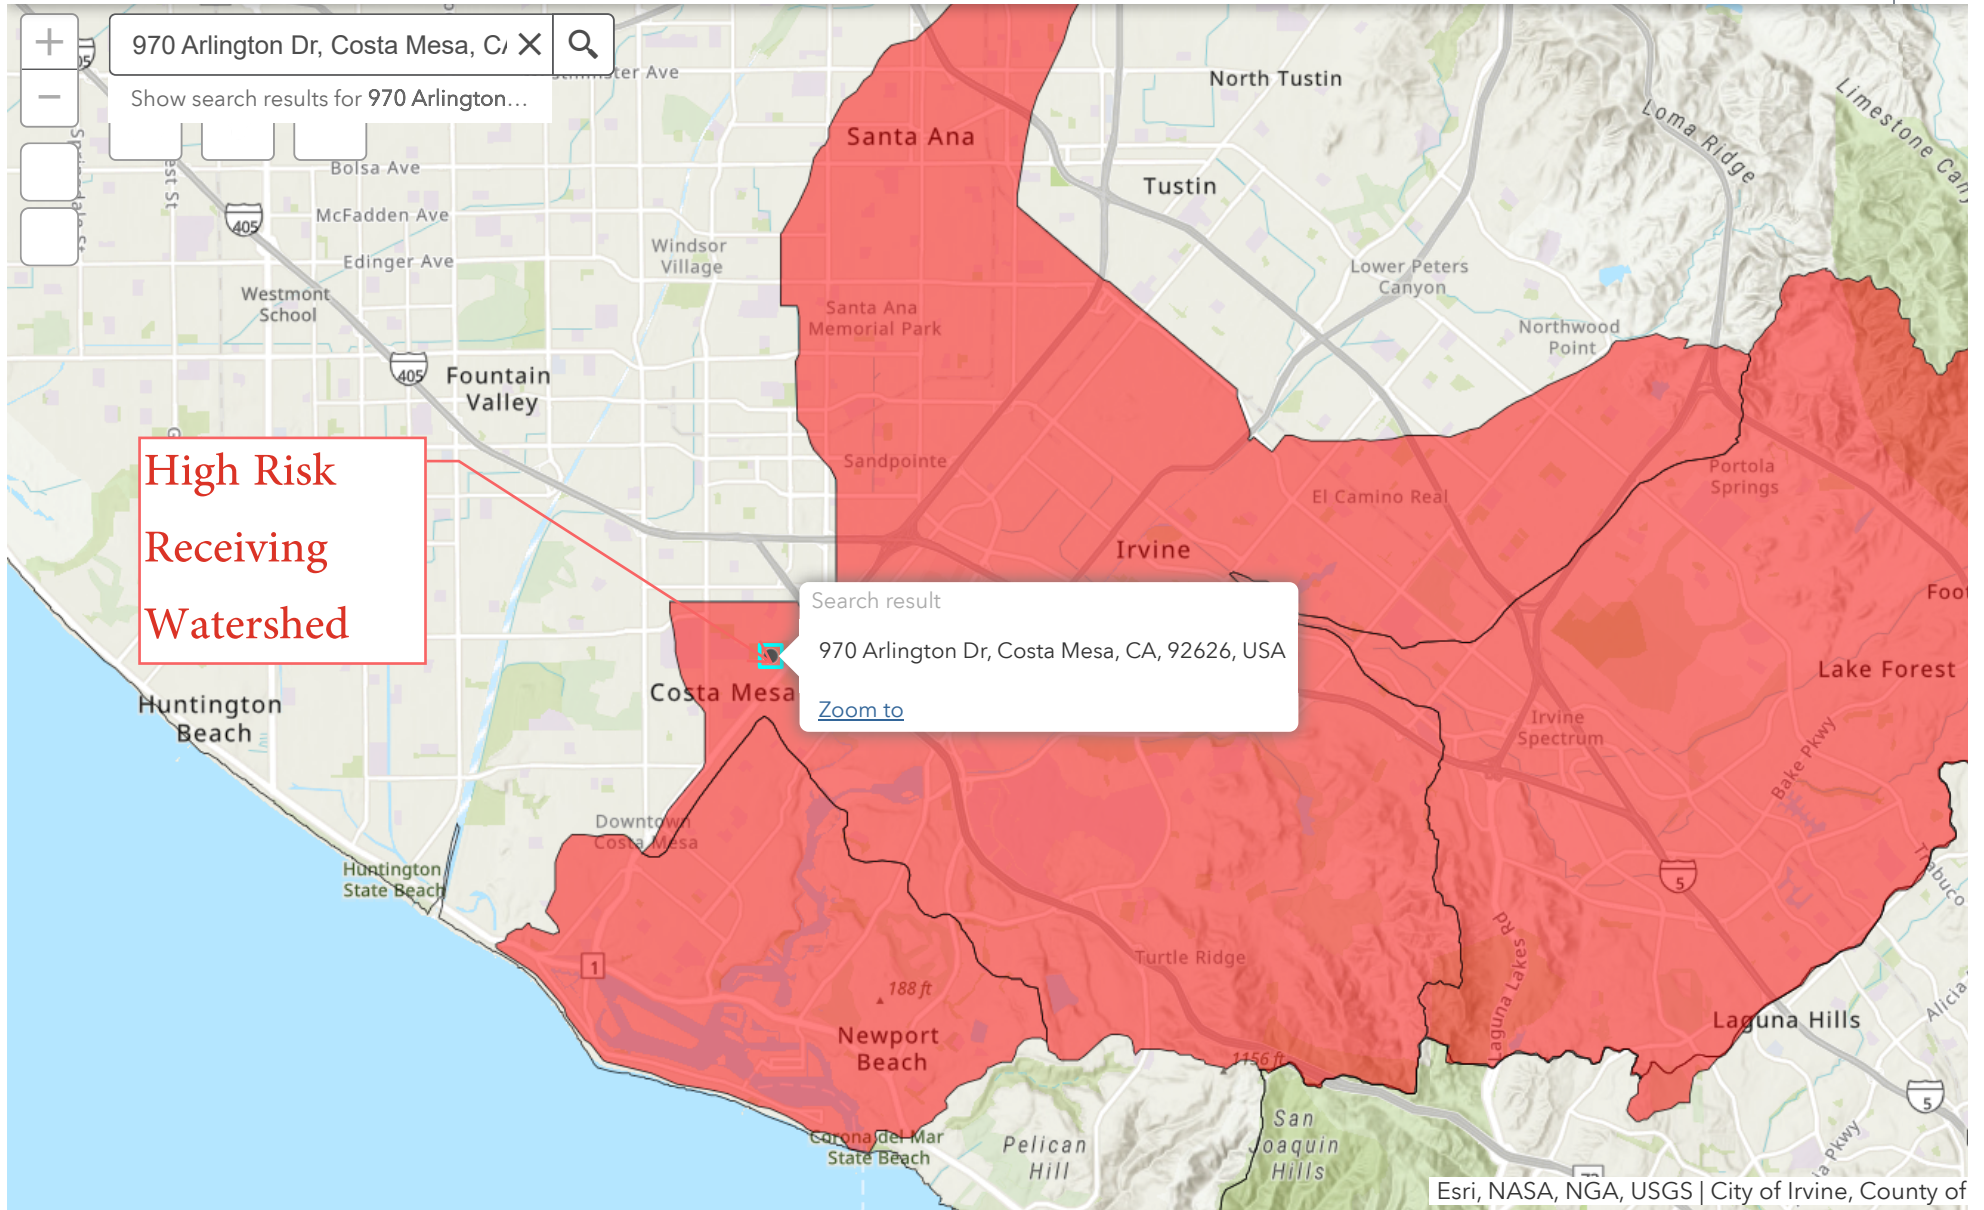 970 Arlington Dr, Costa Mesa, CA
Show search results for 970 Arlington…
minster Ave
North Tustin
Santa Ana
Loma Ridge
Limestone
Tustin
Bolsa Ave
McFadden Ave
405
Edinger Ave
Windsor
Village
Lower Peters
Canyon
Westmont
School
Santa Ana
Memorial Park
Northwood
Point
405
Fountain
Valley
High Risk
Receiving
Watershed
Sandpointe
Portola
Springs
El Camino Real
Irvine
Search result
970 Arlington Dr, Costa Mesa, CA, 92626, USA
Zoom to
Costa Mesa
Lake Forest
Huntington
Beach
Irvine
Spectrum
Bake Pkwy
Downtown
Costa Mesa
Huntington
State Beach
5
Trabuco
Laguna Lakes Rd
Turtle Ridge
1
188 ft
Newport
Beach
Laguna Hills
Alicia
1156 ft
5
Corona del Mar
State Beach
Pelican
Hill
San
Joaquin
Hills
Pkwy
Esri, NASA, NGA, USGS | City of Irvine, County of